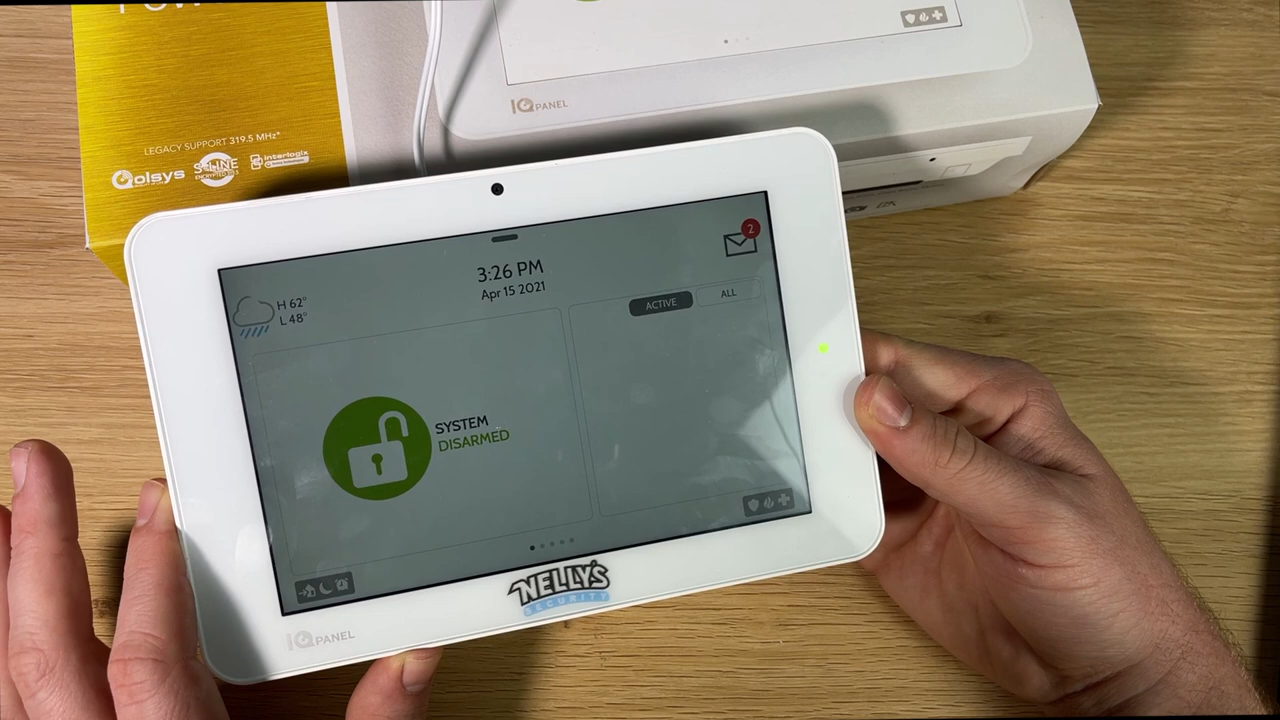 LEGACY SUPPORT 319.5 MHz*
Qolsys
S-LINE
interlogix
IQ PANEL
2
3:26 PM
Apr 15 2021
H 62°
L 48°
ACTIVE
ALL
SYSTEM
DISARMED
NELLY'S
SECURITY
IQ PANEL